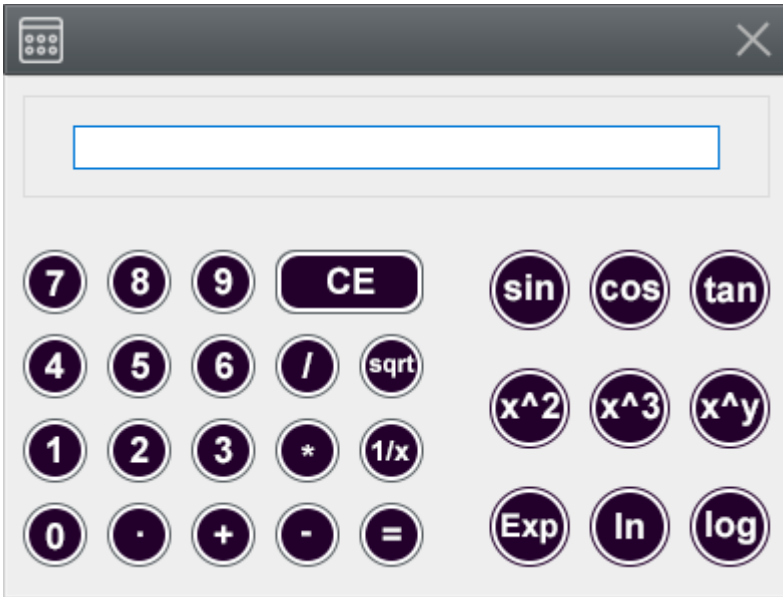 7 8 9 CE sin cos tan
4 5 6 / sqrt
x^2 x^3 x^y
1 2 3 * 1/x
0 . + - = Exp In log